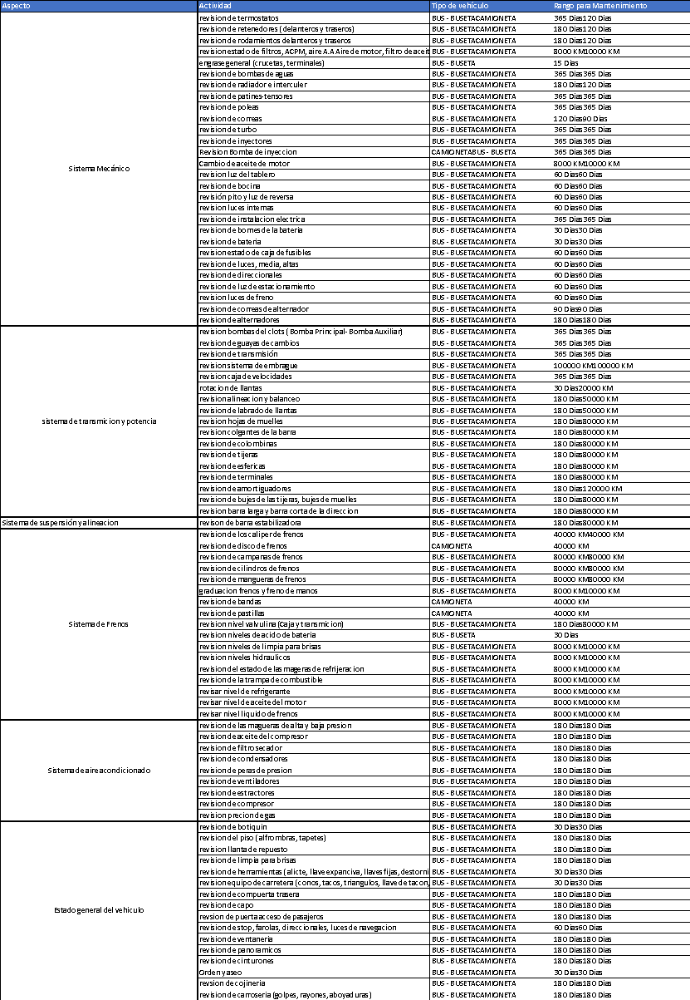 Aspecto Actividad Tipo de vehículo Rango para Mantenimiento
Sistema Mecánico
revision de termostatos BUS - BUSETACAMIONETA 365 Dias120 Dias
revision de retenedores ( delanteros y traseros) BUS - BUSETACAMIONETA 180 Dias120 Dias
revision de rodamientos delanteros y traseros BUS - BUSETACAMIONETA 180 Dias120 Dias
revision estado de filtros, ACPM, aire A.A Aire de motor, filtro de aceit BUS - BUSETACAMIONETA 8000 KM10000 KM
engrase general (crucetas, terminales) BUS - BUSETA 15 Dias
revision de bombas de aguas BUS - BUSETACAMIONETA 365 Dias365 Dias
revision de radiador e interculer BUS - BUSETACAMIONETA 180 Dias120 Dias
revision de patines-tensores BUS - BUSETACAMIONETA 365 Dias365 Dias
revision de poleas BUS - BUSETACAMIONETA 365 Dias365 Dias
revision de correas BUS - BUSETACAMIONETA 120 Dias90 Dias
revision de turbo BUS - BUSETACAMIONETA 365 Dias365 Dias
revision de inyectores BUS - BUSETACAMIONETA 365 Dias365 Dias
Revision Bomba de inyeccion CAMIONETABUS - BUSETA 365 Dias365 Dias
Cambio de aceite de motor BUS - BUSETACAMIONETA 8000 KM10000 KM
revision luz del tablero BUS - BUSETACAMIONETA 60 Dias60 Dias
revision de bocina BUS - BUSETACAMIONETA 60 Dias60 Dias
revisión pito y luz de reversa BUS - BUSETACAMIONETA 60 Dias60 Dias
revision luces internas BUS - BUSETACAMIONETA 60 Dias60 Dias
revision de instalacion electrica BUS - BUSETACAMIONETA 365 Dias365 Dias
revision de bornes de la bateria BUS - BUSETACAMIONETA 30 Dias30 Dias
revision de bateria BUS - BUSETACAMIONETA 30 Dias30 Dias
revision estado de caja de fusibles BUS - BUSETACAMIONETA 60 Dias60 Dias
revision de luces, media, altas BUS - BUSETACAMIONETA 60 Dias60 Dias
revision de direccionales BUS - BUSETACAMIONETA 60 Dias60 Dias
revision de luz de estacionamiento BUS - BUSETACAMIONETA 60 Dias60 Dias
revision luces de freno BUS - BUSETACAMIONETA 60 Dias60 Dias
revision de correas de alternador BUS - BUSETACAMIONETA 90 Dias90 Dias
revision de alternadores BUS - BUSETACAMIONETA 180 Dias180 Dias
sistema de transmicion y potencia
revision bombas del clots ( Bomba Principal- Bomba Auxiliar) BUS - BUSETACAMIONETA 365 Dias365 Dias
revision de guayas de cambios BUS - BUSETACAMIONETA 365 Dias365 Dias
revision de transmisión BUS - BUSETACAMIONETA 365 Dias365 Dias
revision sistema de embrague BUS - BUSETACAMIONETA 100000 KM100000 KM
revision caja de velocidades BUS - BUSETACAMIONETA 365 Dias365 Dias
rotacion de llantas BUS - BUSETACAMIONETA 30 Dias20000 KM
revision alineacion y balanceo BUS - BUSETACAMIONETA 180 Dias50000 KM
revision de labrado de llantas BUS - BUSETACAMIONETA 180 Dias50000 KM
revision hojas de muelles BUS - BUSETACAMIONETA 180 Dias80000 KM
revision colgantes de la barra BUS - BUSETACAMIONETA 180 Dias80000 KM
revision de colombinas BUS - BUSETACAMIONETA 180 Dias80000 KM
revision de tijeras BUS - BUSETACAMIONETA 180 Dias80000 KM
revision de esfericas BUS - BUSETACAMIONETA 180 Dias80000 KM
revision de terminales BUS - BUSETACAMIONETA 180 Dias80000 KM
revision de amortiguadores BUS - BUSETACAMIONETA 180 Dias120000 KM
revision de bujes de las tijeras, bujes de muelles BUS - BUSETACAMIONETA 180 Dias80000 KM
revision barra larga y barra corta de la direccion BUS - BUSETACAMIONETA 180 Dias80000 KM
Sistema de suspensión y alineacion revison de barra estabilizadora BUS - BUSETACAMIONETA 180 Dias80000 KM
Sistema de Frenos
revision de los caliper de frenos BUS - BUSETACAMIONETA 40000 KM40000 KM
revision de disco de frenos CAMIONETA 40000 KM
revision de campanas de frenos BUS - BUSETACAMIONETA 80000 KM80000 KM
revision de cilindros de frenos BUS - BUSETACAMIONETA 80000 KM80000 KM
revision de mangueras de frenos BUS - BUSETACAMIONETA 80000 KM80000 KM
graduacion frenos y freno de manos BUS - BUSETACAMIONETA 8000 KM10000 KM
revision de bandas CAMIONETA 40000 KM
revision de pastillas CAMIONETA 40000 KM
revision nivel valvulina (Caja y transmicion) BUS - BUSETACAMIONETA 180 Dias80000 KM
revision niveles de acido de bateria BUS - BUSETA 30 Dias
revision niveles de limpia para brisas BUS - BUSETACAMIONETA 8000 KM10000 KM
revision niveles hidraulicos BUS - BUSETACAMIONETA 8000 KM10000 KM
revision del estado de las mageras de refrijeracion BUS - BUSETACAMIONETA 8000 KM10000 KM
revision de la trampa de combustible BUS - BUSETACAMIONETA 8000 KM10000 KM
revisar nivel de refrigerante BUS - BUSETACAMIONETA 8000 KM10000 KM
revisar nivel de aceite del motor BUS - BUSETACAMIONETA 8000 KM10000 KM
revisar nivel liquido de frenos BUS - BUSETACAMIONETA 8000 KM10000 KM
Sistema de aire acondicionado
revision de las magueras de alta y baja presion BUS - BUSETACAMIONETA 180 Dias180 Dias
revision de aceite del compresor BUS - BUSETACAMIONETA 180 Dias180 Dias
revision de filtro secador BUS - BUSETACAMIONETA 180 Dias180 Dias
revision de condensadores BUS - BUSETACAMIONETA 180 Dias180 Dias
revision de peras de presion BUS - BUSETACAMIONETA 180 Dias180 Dias
revision de ventiladores BUS - BUSETACAMIONETA 180 Dias180 Dias
revision de estractores BUS - BUSETACAMIONETA 180 Dias180 Dias
revision de compresor BUS - BUSETACAMIONETA 180 Dias180 Dias
revision precion de gas BUS - BUSETACAMIONETA 180 Dias180 Dias
Estado general del vehiculo
revision de botiquin BUS - BUSETACAMIONETA 30 Dias30 Dias
revision del piso ( alfrombras, tapetes) BUS - BUSETACAMIONETA 180 Dias180 Dias
revision llanta de repuesto BUS - BUSETACAMIONETA 180 Dias180 Dias
revision de limpia para brisas BUS - BUSETACAMIONETA 180 Dias180 Dias
revision de herramientas ( alicte, llave expanciva, llaves fijas, destorni BUS - BUSETACAMIONETA 30 Dias30 Dias
revision equipo de carretera (conos, tacos, triangulos, llave de tacon, BUS - BUSETACAMIONETA 30 Dias30 Dias
revision de compuerta trasera BUS - BUSETACAMIONETA 180 Dias180 Dias
revision de capo BUS - BUSETACAMIONETA 180 Dias180 Dias
revsion de puerta acceso de pasajeros BUS - BUSETACAMIONETA 180 Dias180 Dias
revision de stop, farolas, direccionales, luces de navegacion BUS - BUSETACAMIONETA 60 Dias60 Dias
revision de ventaneria BUS - BUSETACAMIONETA 180 Dias180 Dias
revision de panoramicos BUS - BUSETACAMIONETA 180 Dias180 Dias
revision de cinturones BUS - BUSETACAMIONETA 180 Dias180 Dias
Orden y aseo BUS - BUSETACAMIONETA 30 Dias30 Dias
revsion de cojineria BUS - BUSETACAMIONETA 180 Dias180 Dias
revision de carroseria (golpes, rayones, aboyaduras) BUS - BUSETACAMIONETA 180 Dias180 Dias